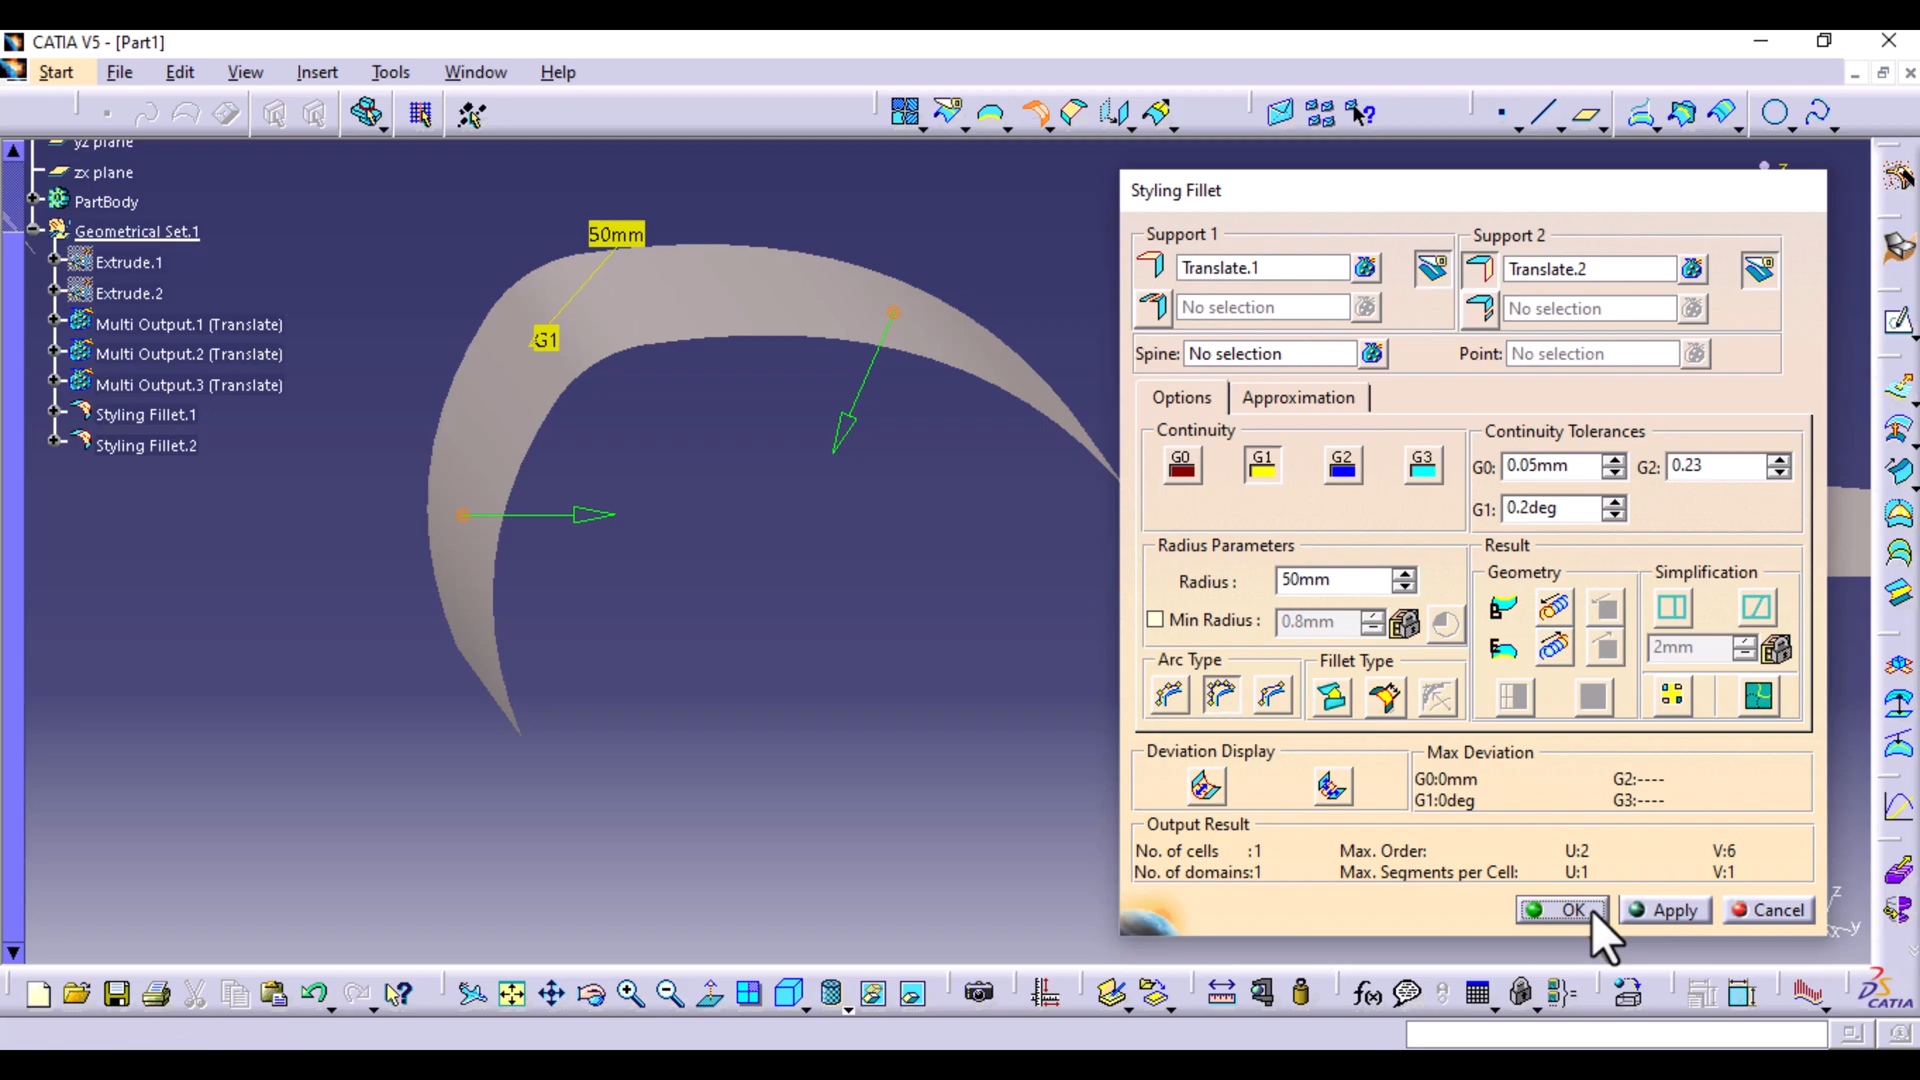 CATIA V5 - [Part1]
Start File Edit View Insert Tools Window Help
yz plane
zx plane
PartBody
Geometrical Set.1
Extrude.1
Extrude.2
Multi Output.1 (Translate)
Multi Output.2 (Translate)
Multi Output.3 (Translate)
Styling Fillet.1
Styling Fillet.2
50mm
G1
z
Styling Fillet
Support 1 Support 2
Translate.1 Translate.2
No selection No selection
Spine: No selection Point: No selection
Options Approximation
Continuity Continuity Tolerances
G0 G1 G2 G3
G0: 0.05mm G2: 0.23
G1: 0.2deg
Radius Parameters Result
Geometry Simplification
Radius : 50mm
Min Radius : 0.8mm
B
E
2mm
Arc Type Fillet Type
Deviation Display Max Deviation
G0:0mm G2:----
G1:0deg G3:----
Output Result
No. of cells :1 Max. Order: U:2 V:6
No. of domains:1 Max. Segments per Cell: U:1 V:1
OK Apply Cancel
z
x y
f(x)
DS
CATIA